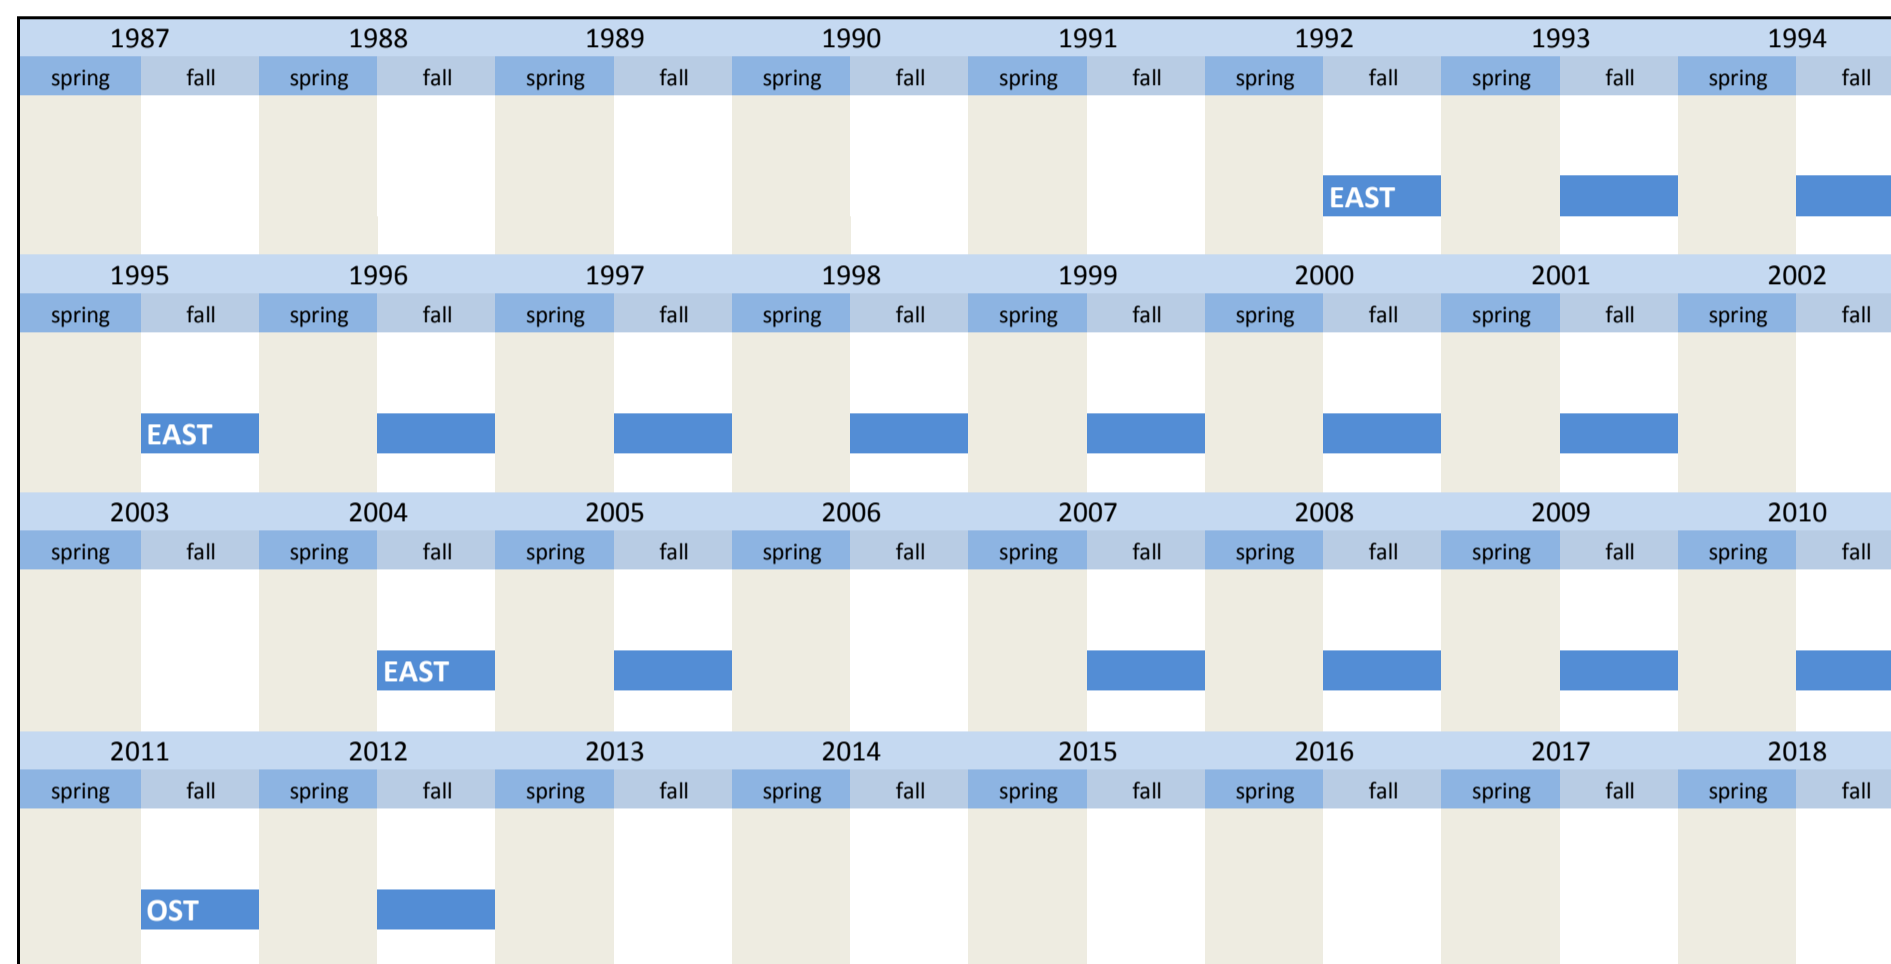 1987 1988 1989 1990 1991 1992 1993 1994
spring fall spring fall spring fall spring fall spring fall spring fall spring fall spring fall
EAST
1995 1996 1997 1998 1999 2000 2001 2002
spring fall spring fall spring fall spring fall spring fall spring fall spring fall spring fall
EAST
2003 2004 2005 2006 2007 2008 2009 2010
spring fall spring fall spring fall spring fall spring fall spring fall spring fall spring fall
EAST
2011 2012 2013 2014 2015 2016 2017 2018
spring fall spring fall spring fall spring fall spring fall spring fall spring fall spring fall
OST